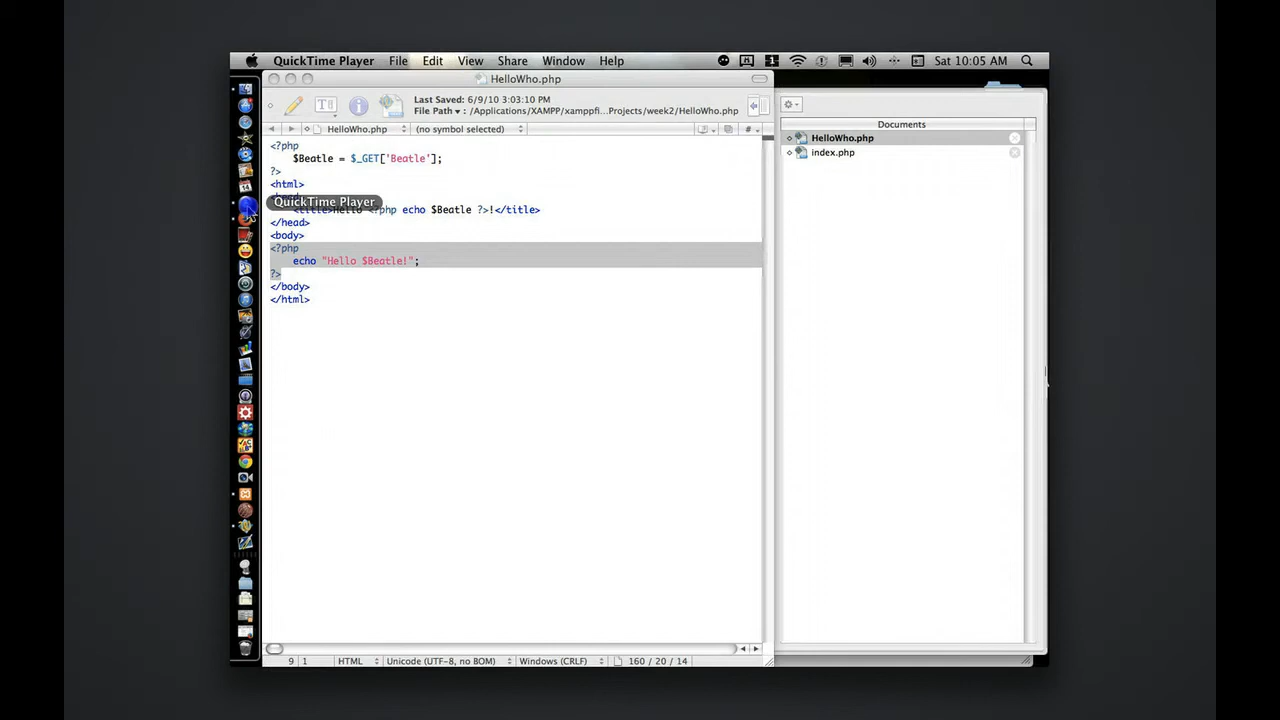 QuickTime Player File Edit View Share Window Help Sat 10:05 AM
HelloWho.php
Last Saved: 6/9/10 3:03:10 PM
File Path ▾ : /Applications/XAMPP/xamppfi...Projects/week2/HelloWho.php
HelloWho.php (no symbol selected)
Documents
HelloWho.php
index.php
<?php
$Beatle = $_GET['Beatle'];
?>
<html>
QuickTime Player
<title>Hello <?php echo $Beatle ?>!</title>
</head>
<body>
<?php
echo "Hello $Beatle!";
?>
</body>
</html>
9 1 HTML Unicode (UTF-8, no BOM) Windows (CRLF) 160 / 20 / 14